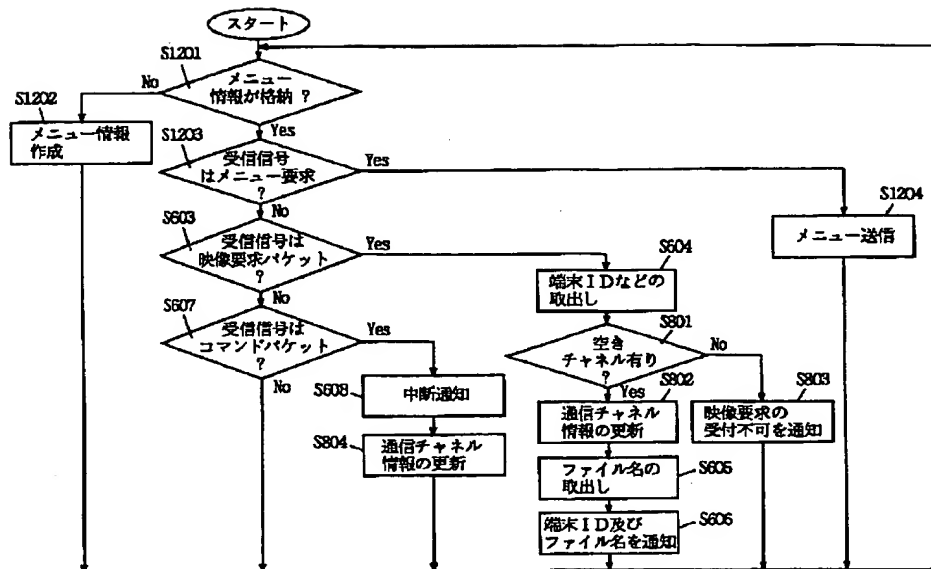 スタート
S1201
メニュー
情報が格納 ?
No
S1202
メニュー情報
作成
Yes
S1203
受信信号
はメニュー要求
?
Yes
S1204
メニュー送信
No
S603
受信信号は
映像要求パケット
?
Yes
S604
端末IDなどの
取出し
No
S607
受信信号は
コマンドパケット
?
Yes
S801
空き
チャネル有り
?
No
No
S608
中断通知
Yes
S802
通信チャネル
情報の更新
S803
映像要求の
受付不可を通知
S804
通信チャネル
情報の更新
ファイル名の
取出し
S605
端末ID及び
ファイル名を通知
S606